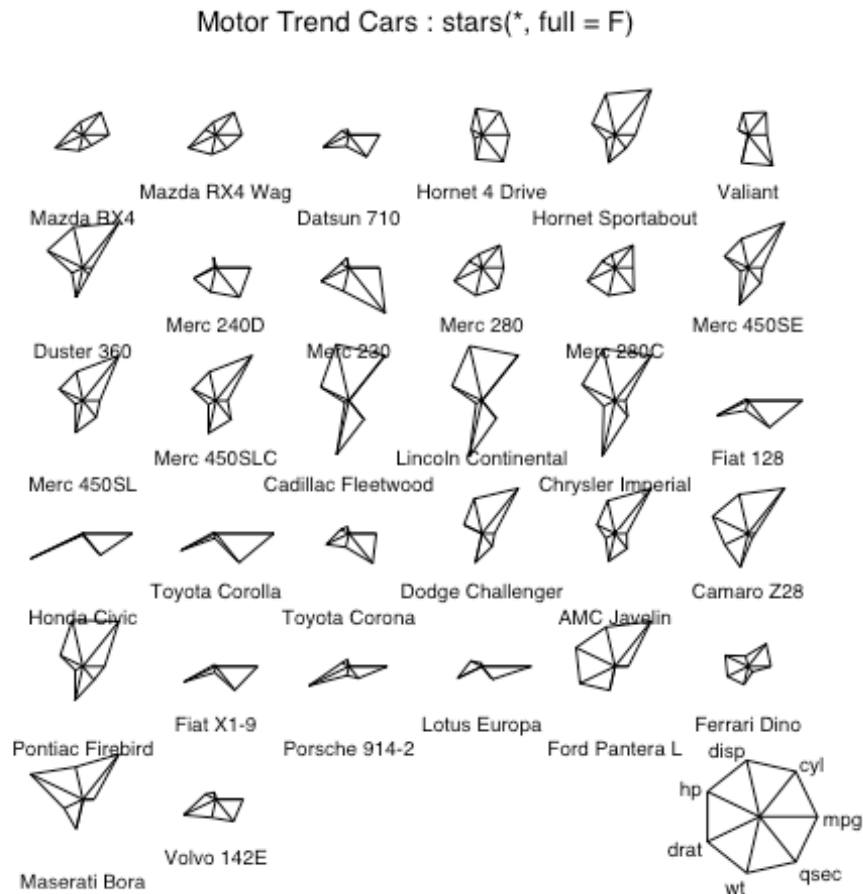 Motor Trend Cars : stars(*, full = F)
Mazda RX4
Mazda RX4 Wag
Datsun 710
Hornet 4 Drive
Hornet Sportabout
Valiant
Duster 360
Merc 240D
Merc 230
Merc 280
Merc 280C
Merc 450SE
Merc 450SL
Merc 450SLC
Cadillac Fleetwood
Lincoln Continental
Chrysler Imperial
Fiat 128
Honda Civic
Toyota Corolla
Toyota Corona
Dodge Challenger
AMC Javelin
Camaro Z28
Pontiac Firebird
Fiat X1-9
Porsche 914-2
Lotus Europa
Ford Pantera L
Ferrari Dino
Maserati Bora
Volvo 142E
disp
cyl
hp
mpg
drat
qsec
wt